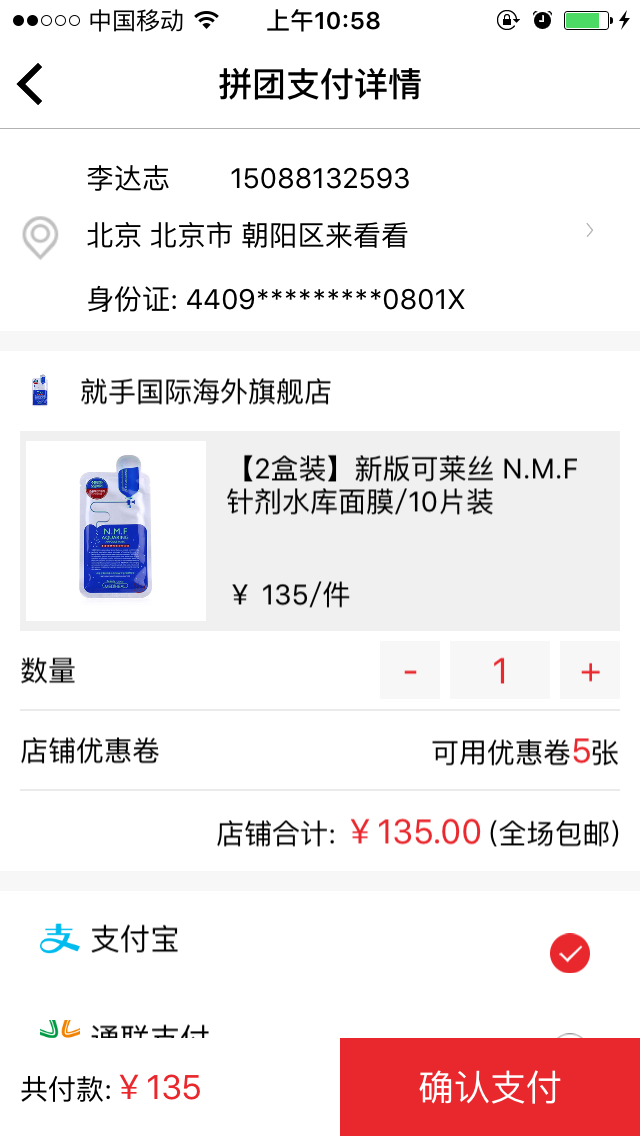 中国移动 上午10:58
拼团支付详情
李达志 15088132593
北京 北京市 朝阳区来看看
身份证: 4409*********0801X
就手国际海外旗舰店
【2盒装】新版可莱丝 N.M.F
针剂水库面膜/10片装
N.M.F
AQUARING
¥ 135/件
数量 - 1 +
店铺优惠卷 可用优惠卷5张
店铺合计: ¥135.00 (全场包邮)
支付宝
通联支付
共付款: ¥135 确认支付